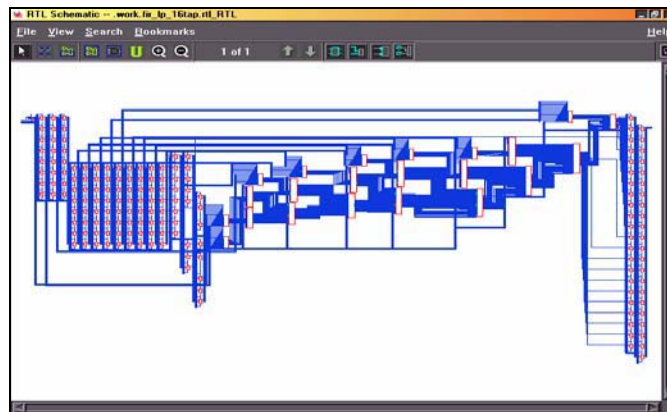 RTL Schematic -- .work.fir_lp_16tap.rtl_RTL
File View Search Bookmarks Help
1 of 1